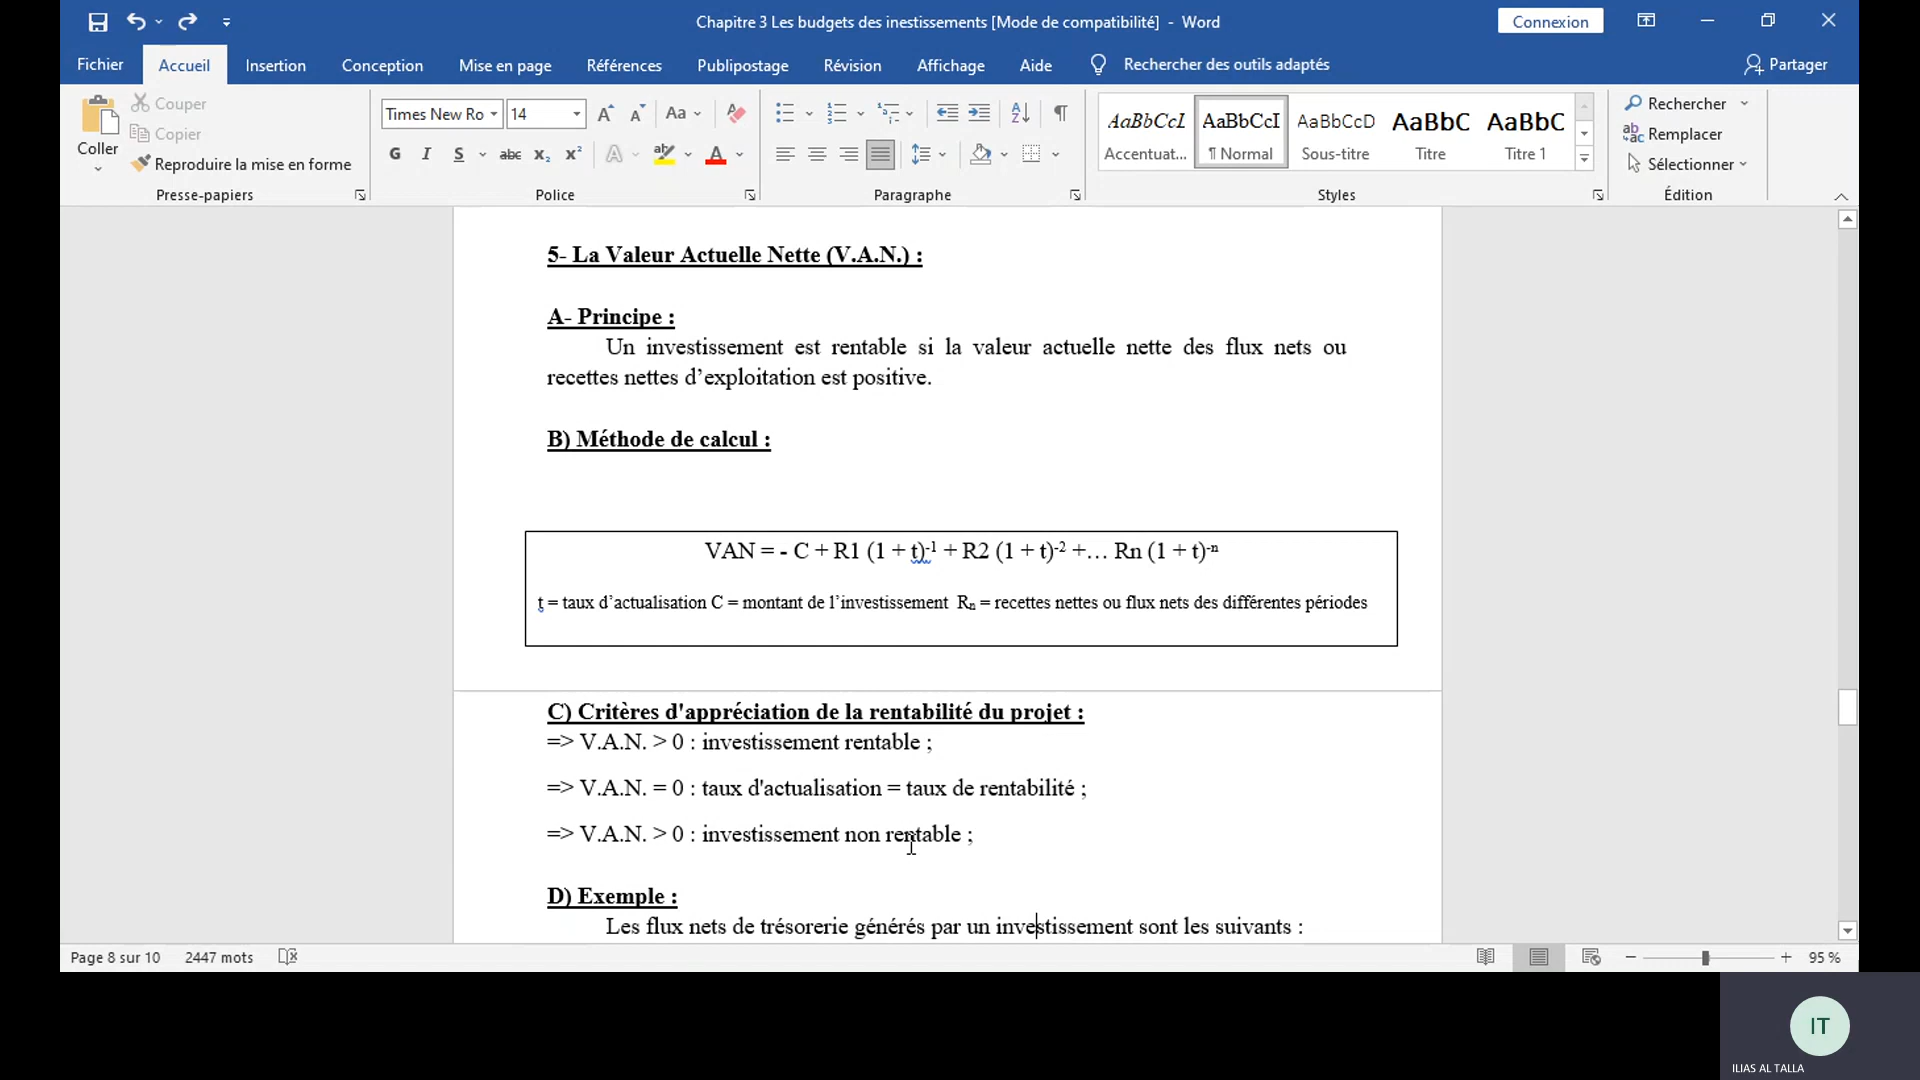 Chapitre 3 Les budgets des inestissements [Mode de compatibilité] - Word
Connexion
Fichier Accueil Insertion Conception Mise en page Références Publipostage Révision Affichage Aide Rechercher des outils adaptés Partager
Coller
Couper
Copier
Reproduire la mise en forme
Presse-papiers
Times New Ro 14
G I S abc x₂ x² A A
Aa
Police
Paragraphe
AaBbCcI AaBbCcI AaBbCcD AaBbC AaBbC
Accentuat... ¶ Normal Sous-titre Titre Titre 1
Styles
Rechercher
Remplacer
Sélectionner
Édition
5- La Valeur Actuelle Nette (V.A.N.) :
A- Principe :
Un investissement est rentable si la valeur actuelle nette des flux nets ou
recettes nettes d’exploitation est positive.
B) Méthode de calcul :
VAN = - C + R1 (1 + t)⁻¹ + R2 (1 + t)⁻² +… Rn (1 + t)⁻ⁿ
t = taux d’actualisation C = montant de l’investissement Rₙ = recettes nettes ou flux nets des différentes périodes
C) Critères d'appréciation de la rentabilité du projet :
=> V.A.N. > 0 : investissement rentable ;
=> V.A.N. = 0 : taux d'actualisation = taux de rentabilité ;
=> V.A.N. > 0 : investissement non rentable ;
D) Exemple :
Les flux nets de trésorerie générés par un investissement sont les suivants :
Page 8 sur 10 2447 mots 95 %
IT
ILIAS AL TALLA